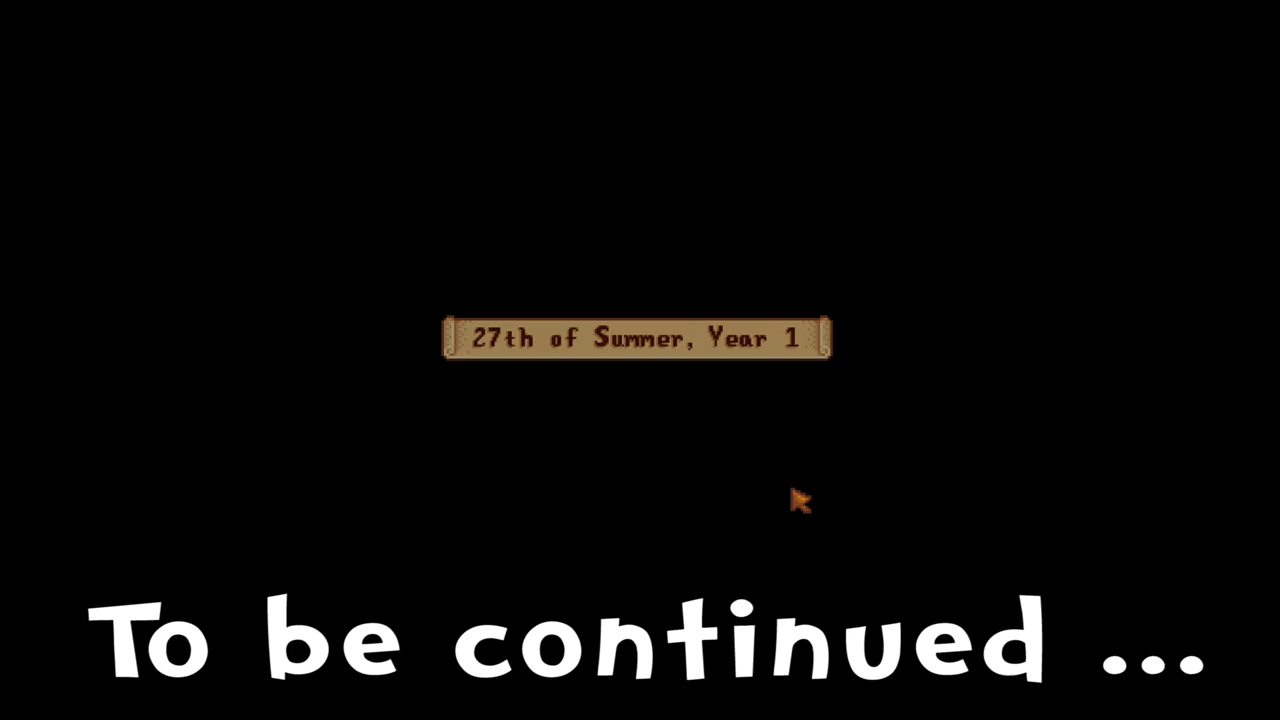 27th of Summer, Year 1
To be continued ...